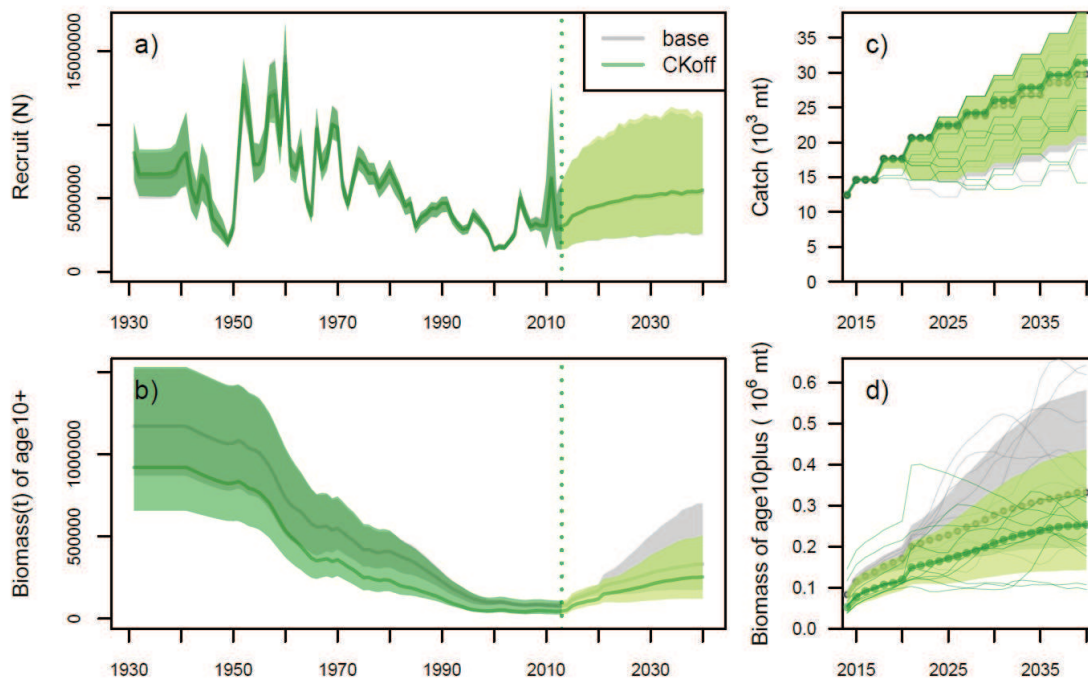 a)
base
CKoff
Recruit (N)
15000000
5000000
0
1930 1950 1970 1990 2010 2030
c)
Catch (10³ mt)
35
30
25
20
15
10
5
0
2015 2025 2035
b)
Biomass(t) of age10+
1000000
500000
0
1930 1950 1970 1990 2010 2030
d)
Biomass of age10plus ( 10⁶ mt)
0.6
0.5
0.4
0.3
0.2
0.1
0.0
2015 2025 2035